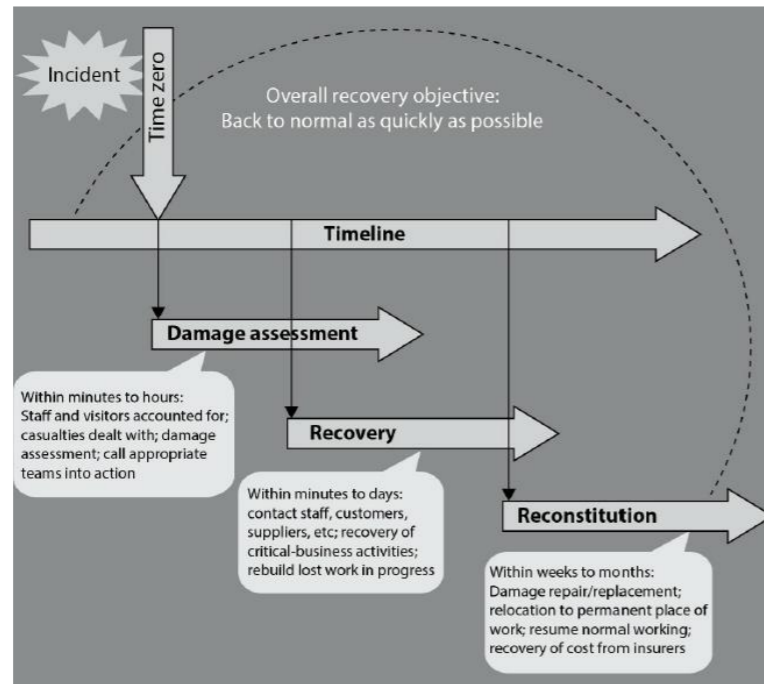 Incident
Time zero
Overall recovery objective:
Back to normal as quickly as possible
Timeline
Damage assessment
Within minutes to hours:
Staff and visitors accounted for;
casualties dealt with; damage
assessment; call appropriate
teams into action
Recovery
Within minutes to days:
contact staff, customers,
suppliers, etc; recovery of
critical-business activities;
rebuild lost work in progress
Reconstitution
Within weeks to months:
Damage repair/replacement;
relocation to permanent place of
work; resume normal working;
recovery of cost from insurers